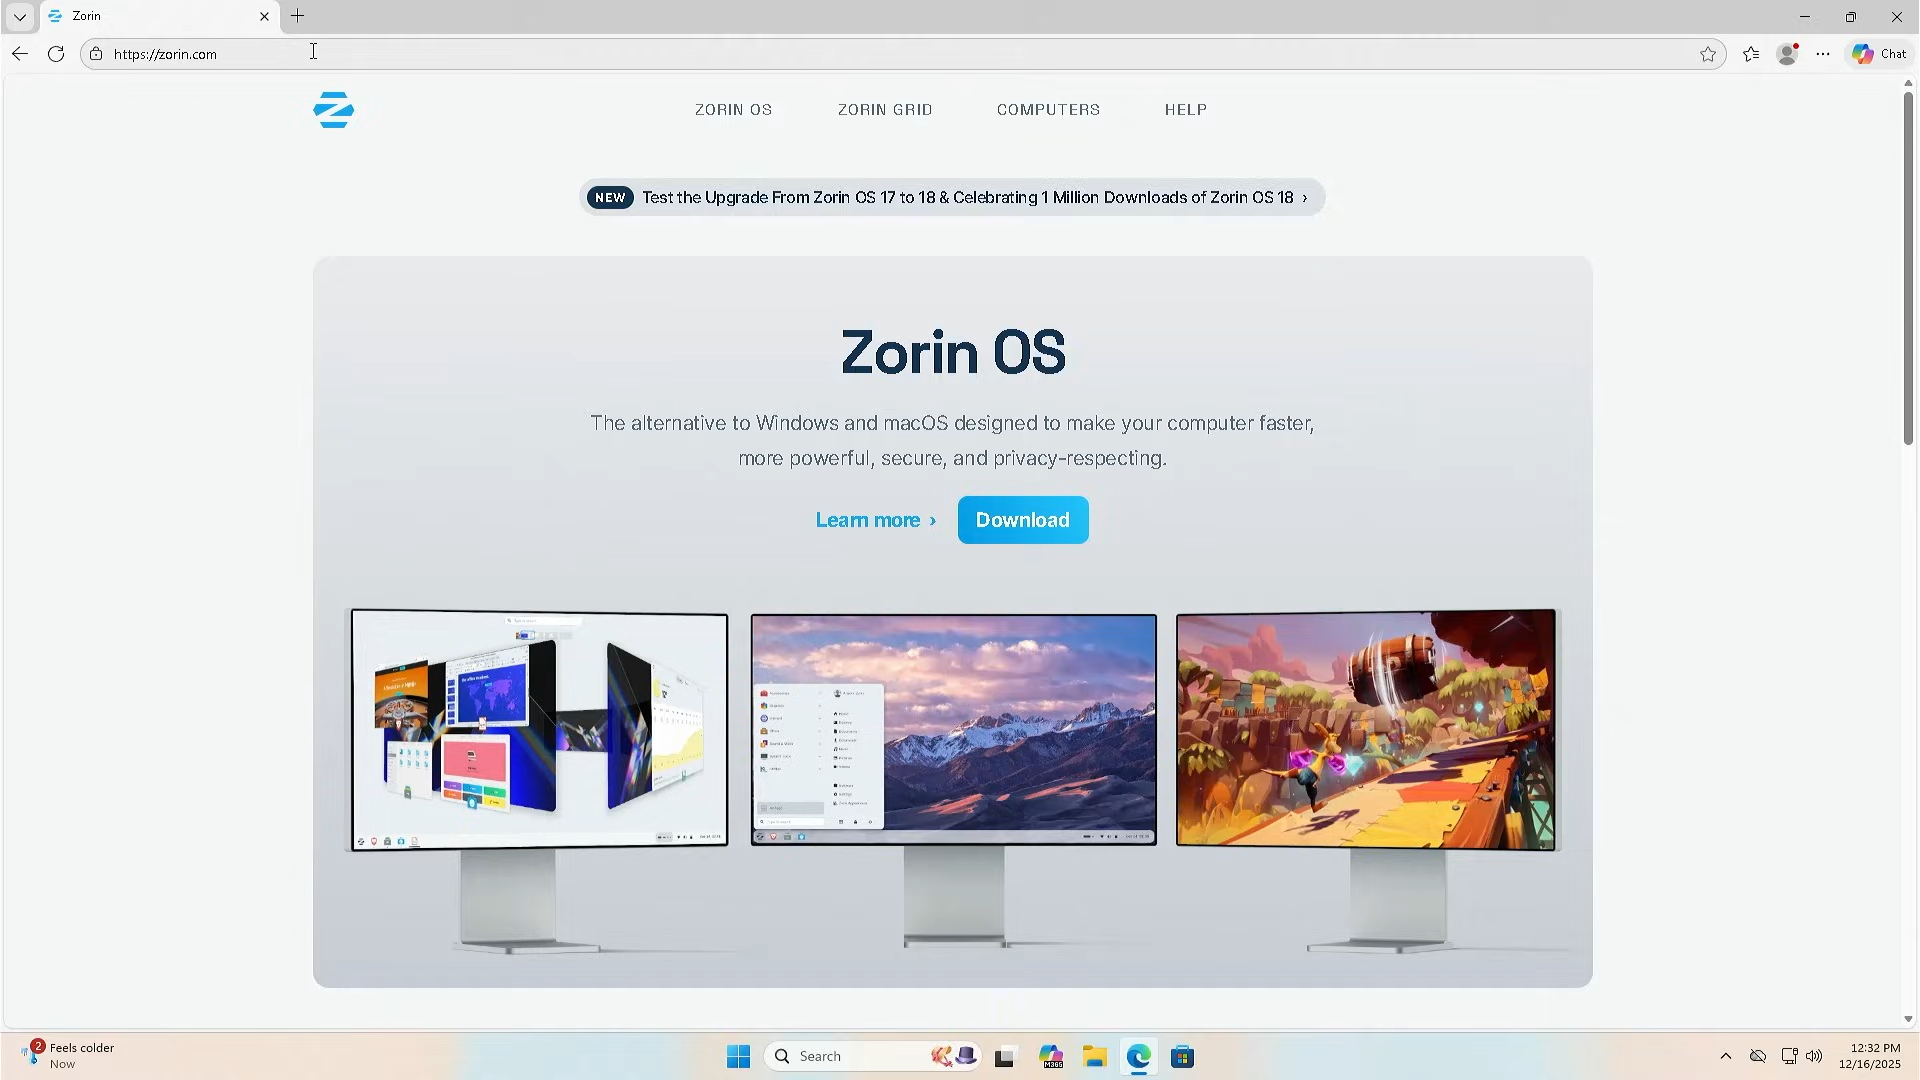 Zorin
https://zorin.com
Chat
ZORIN OS
ZORIN GRID
COMPUTERS
HELP
NEW Test the Upgrade From Zorin OS 17 to 18 & Celebrating 1 Million Downloads of Zorin OS 18 ›
Zorin OS
The alternative to Windows and macOS designed to make your computer faster,
more powerful, secure, and privacy-respecting.
Learn more ›
Download
2
Feels colder
Now
Search
M365
12:32 PM
12/16/2025